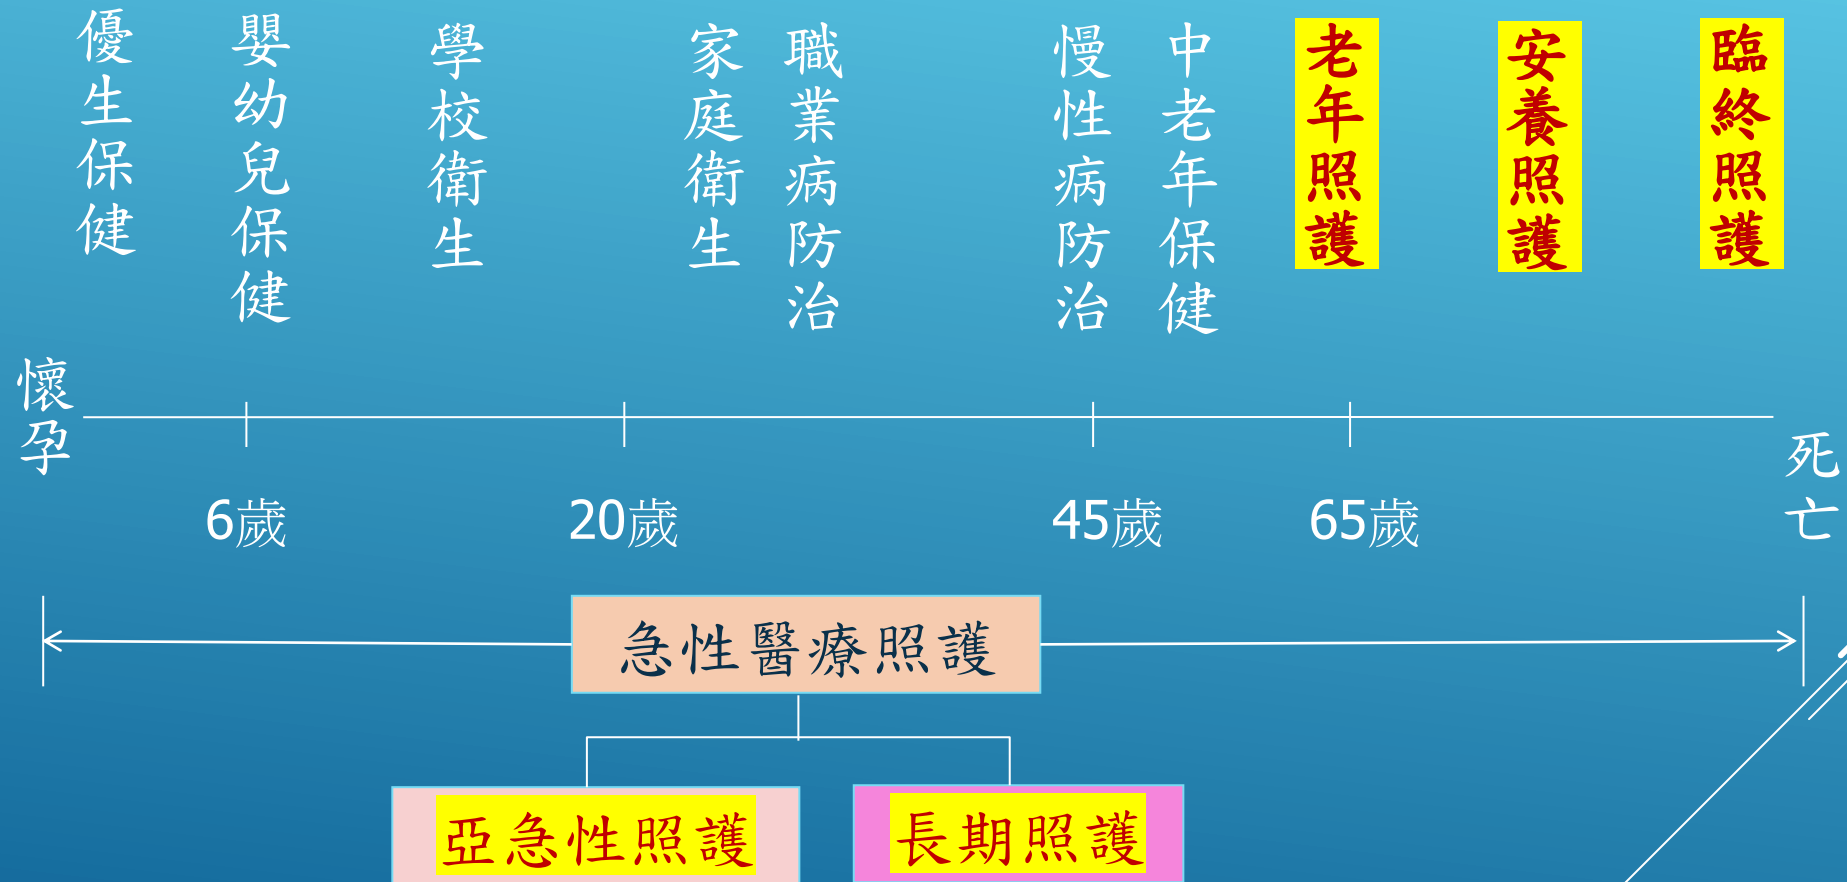 優生保健
嬰幼兒保健
學校衛生
家庭衛生
職業病防治
慢性病防治
中老年保健
老年照護
安養照護
臨終照護
懷孕
死亡
6歲
20歲
45歲
65歲
急性醫療照護
亞急性照護
長期照護